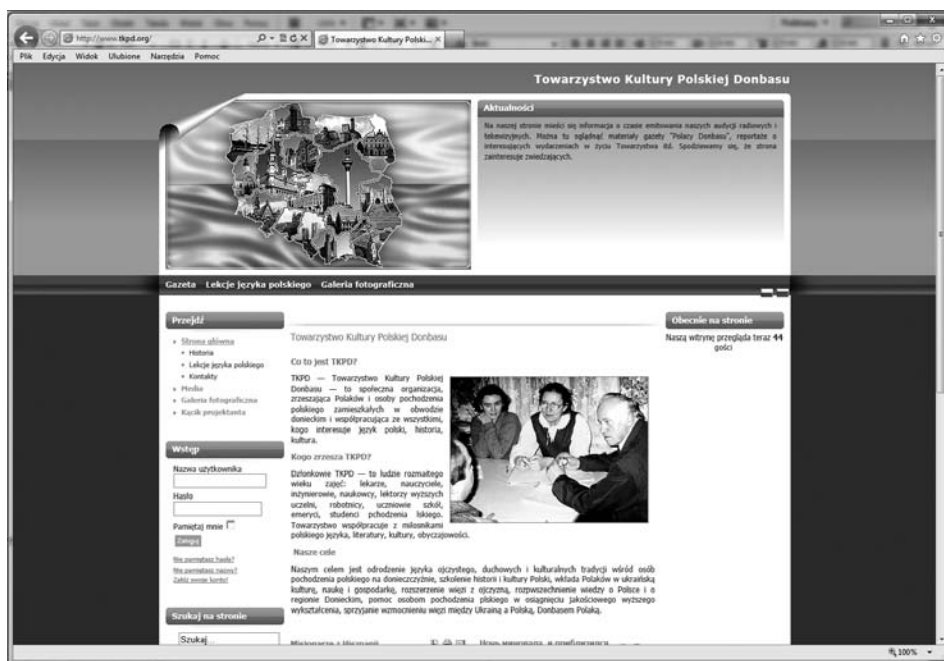 http://www.tkpd.org/
Towarzystwo Kultury Polski...
Plik Edycja Widok Ulubione Narzędzia Pomoc
Towarzystwo Kultury Polskiej Donbasu
Aktualności
Na naszej stronie mieści się informacja o czasie emitowania naszych audycji radiowych i
telewizyjnych. Można tu oglądnąć materiały gazety "Polacy Donbasu", reportaże o
interesujących wydarzeniach w życiu Towarzystwa itd. Spodziewamy się, że strona
zainteresuje zwiedzających.
Gazeta Lekcje języka polskiego Galeria fotograficzna
Przejdź
Strona główna
Historia
Lekcje języka polskiego
Kontakty
Media
Galeria fotograficzna
Kącik projektanta
Wstęp
Nazwa użytkownika
Hasło
Pamiętaj mnie
Zaloguj
Nie pamiętasz hasła?
Nie pamiętasz nazwy?
Załóż swoje konto!
Szukaj na stronie
Szukaj...
Towarzystwo Kultury Polskiej Donbasu
Co to jest TKPD?
TKPD — Towarzystwo Kultury Polskiej
Donbasu — to społeczna organizacja,
zrzeszająca Polaków i osoby pochodzenia
polskiego zamieszkałych w obwodzie
donieckim i współpracująca ze wszystkimi,
kogo interesuje język polski, historia,
kultura.
Kogo zrzesza TKPD?
Dzłonkowie TKPD — to ludzie rozmaitego
wieku zajęć: lekarze, nauczyciele,
inżynierowie, naukowcy, lektorzy wyższych
uczelni, robotnicy, uczniowie szkół,
emeryci, studenci pchodzenia lskiego.
Towarzystwo współpracuje z miłosnikami
polskiego języka, literatury, kultury, obyczajowości.
Nasze cele
Naszym celem jest odrodzenie języka ojczystego, duchowych i kulturalnych tradycji wśród osób
pochodzenia polskiego na doniecczyźnie, szkolenie historii i kultury Polski, wkłada Polaków w ukraińską
kulturę, naukę i gospodarkę, rozszerzenie więzi z ojczyzną, rozpwszechnienie wiedzy o Polsce i o
regionie Donieckim, pomoc osobom pochodzenia plskiego w osiągnięciu jakościowego wyższego
wykształcenia, sprzyjanie wzmocnieniu więzi między Ukrainą a Polską, Donbasem Polaką.
Misjonarze z Hiszpanii
Obecnie na stronie
Naszą witrynę przegląda teraz 44
gości
100%